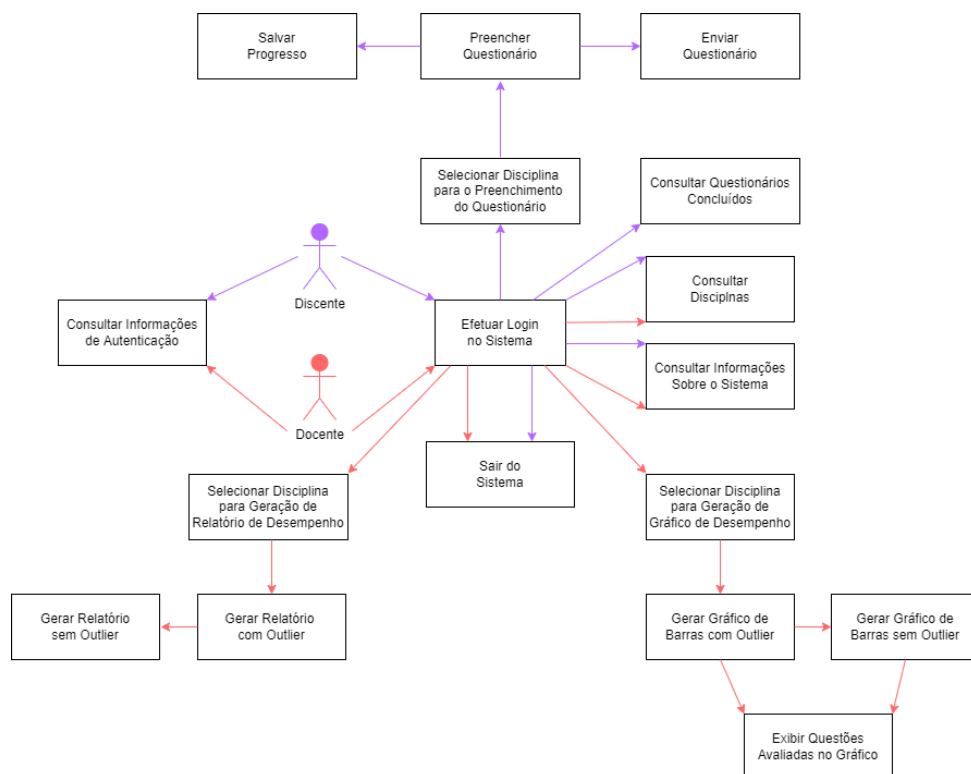 Salvar
Progresso
Preencher
Questionário
Enviar
Questionário
Selecionar Disciplina
para o Preenchimento
do Questionário
Consultar Questionários
Concluídos
Discente
Consultar
Disciplnas
Consultar Informações
de Autenticação
Efetuar Login
no Sistema
Consultar Informações
Sobre o Sistema
Docente
Sair do
Sistema
Selecionar Disciplina
para Geração de
Relatório de Desempenho
Selecionar Disciplina
para Geração de
Gráfico de Desempenho
Gerar Relatório
sem Outlier
Gerar Relatório
com Outlier
Gerar Gráfico de
Barras com Outlier
Gerar Gráfico de
Barras sem Outlier
Exibir Questões
Avaliadas no Gráfico